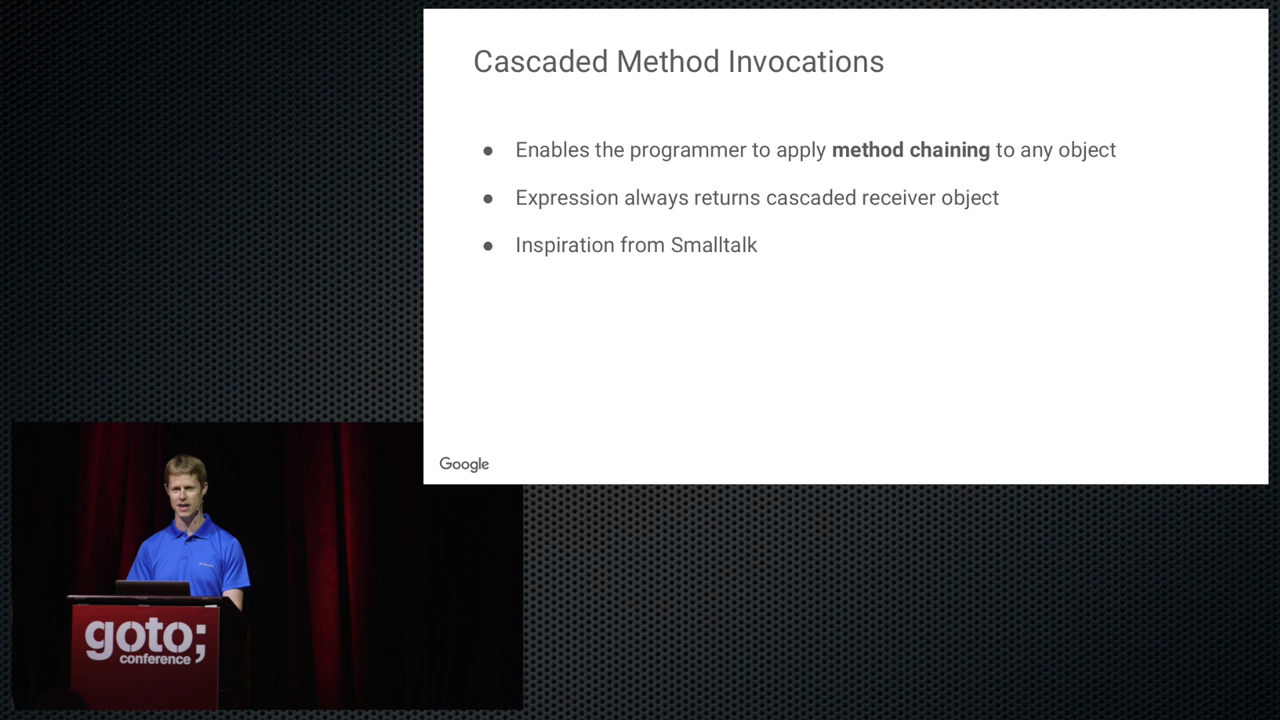 Cascaded Method Invocations
● Enables the programmer to apply method chaining to any object
● Expression always returns cascaded receiver object
● Inspiration from Smalltalk
Google
goto;
conference